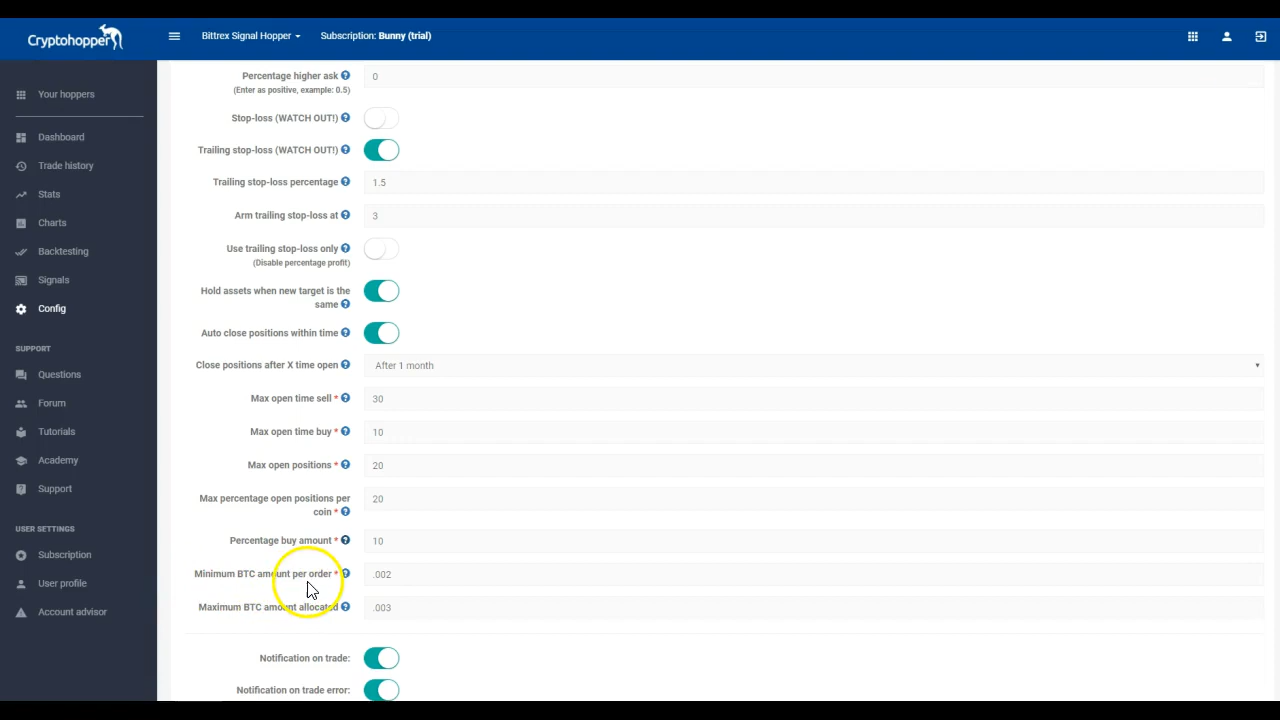 Cryptohopper
Bittrex Signal Hopper
Subscription: Bunny (trial)
Your hoppers
Dashboard
Trade history
Stats
Charts
Backtesting
Signals
Config
SUPPORT
Questions
Forum
Tutorials
Academy
Support
USER SETTINGS
Subscription
User profile
Account advisor
Percentage higher ask
0
(Enter as positive, example: 0.5)
Stop-loss (WATCH OUT!)
Trailing stop-loss (WATCH OUT!)
Trailing stop-loss percentage
1.5
Arm trailing stop-loss at
3
Use trailing stop-loss only
(Disable percentage profit)
Hold assets when new target is the
same
Auto close positions within time
Close positions after X time open
After 1 month
Max open time sell *
30
Max open time buy *
10
Max open positions *
20
Max percentage open positions per
coin *
20
Percentage buy amount *
10
Minimum BTC amount per order *
.002
Maximum BTC amount allocated
.003
Notification on trade:
Notification on trade error: